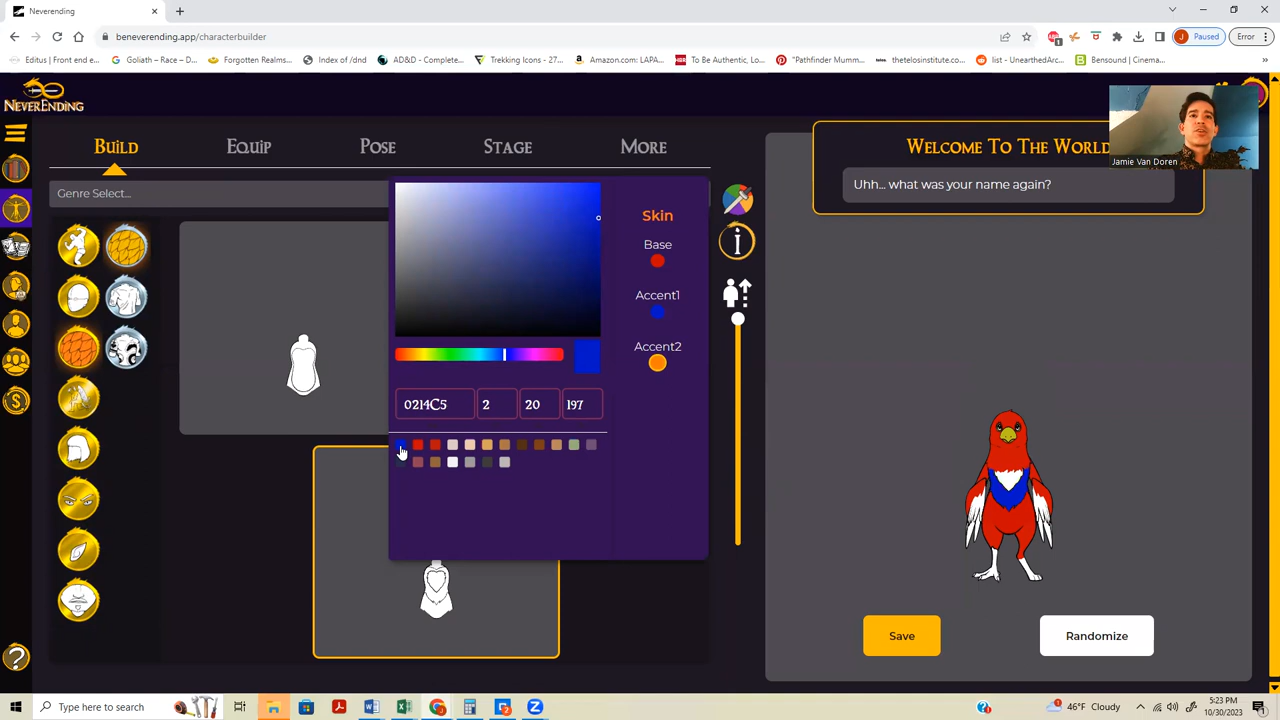 Neverending
beneverending.app/characterbuilder
J Paused
Error
Editus | Front end e...
Goliath – Race – D...
Forgotten Realms...
Index of /dnd
AD&D - Complete...
Trekking Icons - 27...
Amazon.com: LAPA...
To Be Authentic, Lo...
"Pathfinder Mumm...
thetelosinstitute.co...
reddit - UnearthedArc...
Bensound | Cinema...
NEVERENDING
BUILD
EQUIP
POSE
STAGE
MORE
Genre Select...
Skin
Base
Accent1
Accent2
0214C5
2
20
197
WELCOME TO THE WORLD
Uhh... what was your name again?
Jamie Van Doren
Save
Randomize
Type here to search
46°F Cloudy
5:23 PM
10/30/2023